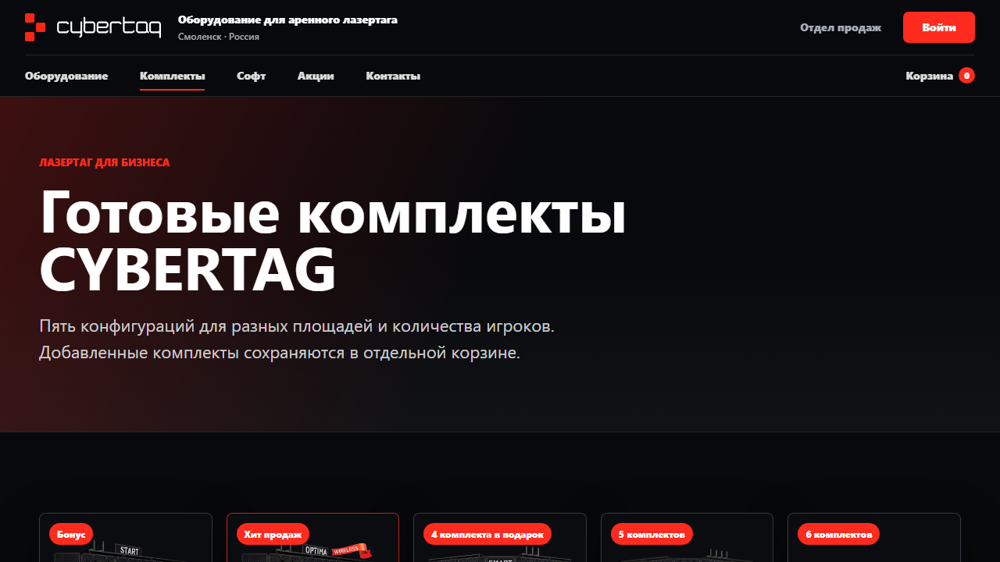 cybertag
Оборудование для аренного лазертага
Смоленск · Россия
Отдел продаж
Войти
Оборудование
Комплекты
Софт
Акции
Контакты
Корзина 0
ЛАЗЕРТАГ ДЛЯ БИЗНЕСА
Готовые комплекты
CYBERTAG
Пять конфигураций для разных площадей и количества игроков.
Добавленные комплекты сохраняются в отдельной корзине.
Бонус
START
Хит продаж
OPTIMA
WIRELESS
4 комплекта в подарок
5 комплектов
6 комплектов